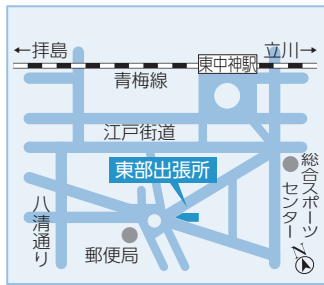 ←拝島
立川→
東中神駅
青梅線
江戸街道
東部出張所
八清通り
郵便局
総合スポーツ
センター
N